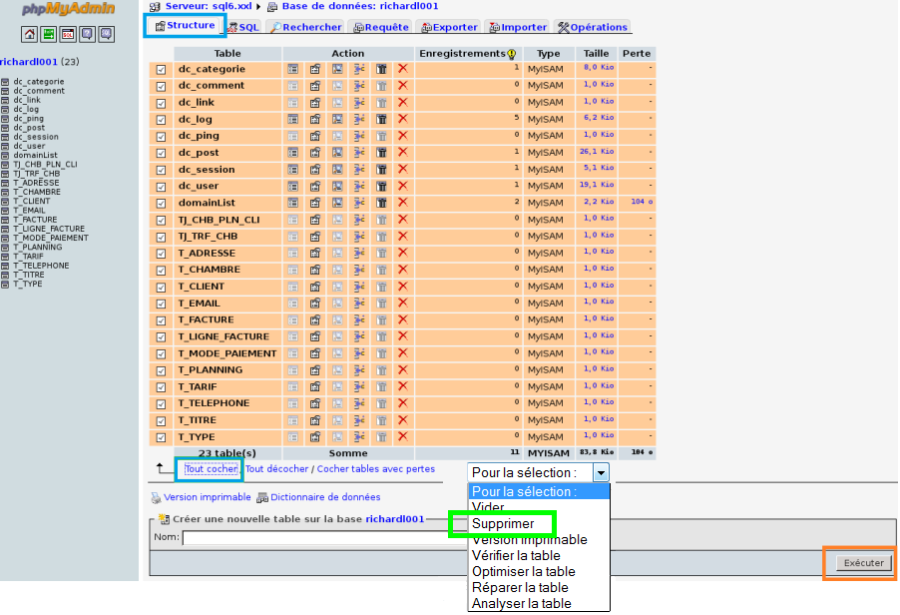 phpMyAdmin
SQL
richardl001 (23)
dc_categorie
dc_comment
dc_link
dc_log
dc_ping
dc_post
dc_session
dc_user
domainList
TJ_CHB_PLN_CLI
TJ_TRF_CHB
T_ADRESSE
T_CHAMBRE
T_CLIENT
T_EMAIL
T_FACTURE
T_LIGNE_FACTURE
T_MODE_PAIEMENT
T_PLANNING
T_TARIF
T_TELEPHONE
T_TITRE
T_TYPE
Serveur: sql6.xxl Base de données: richardl001
Structure SQL Rechercher Requête Exporter Importer Opérations
Table Action Enregistrements Type Taille Perte
dc_categorie 1 MyISAM 8,0 Kio -
dc_comment 0 MyISAM 1,0 Kio -
dc_link 0 MyISAM 1,0 Kio -
dc_log 5 MyISAM 6,2 Kio -
dc_ping 0 MyISAM 1,0 Kio -
dc_post 1 MyISAM 26,1 Kio -
dc_session 1 MyISAM 5,1 Kio -
dc_user 1 MyISAM 19,1 Kio -
domainList 2 MyISAM 2,2 Kio 104 o
TJ_CHB_PLN_CLI 0 MyISAM 1,0 Kio -
TJ_TRF_CHB 0 MyISAM 1,0 Kio -
T_ADRESSE 0 MyISAM 1,0 Kio -
T_CHAMBRE 0 MyISAM 1,0 Kio -
T_CLIENT 0 MyISAM 1,0 Kio -
T_EMAIL 0 MyISAM 1,0 Kio -
T_FACTURE 0 MyISAM 1,0 Kio -
T_LIGNE_FACTURE 0 MyISAM 1,0 Kio -
T_MODE_PAIEMENT 0 MyISAM 1,0 Kio -
T_PLANNING 0 MyISAM 1,0 Kio -
T_TARIF 0 MyISAM 1,0 Kio -
T_TELEPHONE 0 MyISAM 1,0 Kio -
T_TITRE 0 MyISAM 1,0 Kio -
T_TYPE 0 MyISAM 1,0 Kio -
23 table(s) Somme 11 MYISAM 83,8 Kio 104 o
Tout cocher Tout décocher / Cocher tables avec pertes
Pour la sélection :
Pour la sélection :
Vider
Supprimer
Version imprimable
Vérifier la table
Optimiser la table
Réparer la table
Analyser la table
Version imprimable Dictionnaire de données
Créer une nouvelle table sur la base richardl001
Nom:
Exécuter